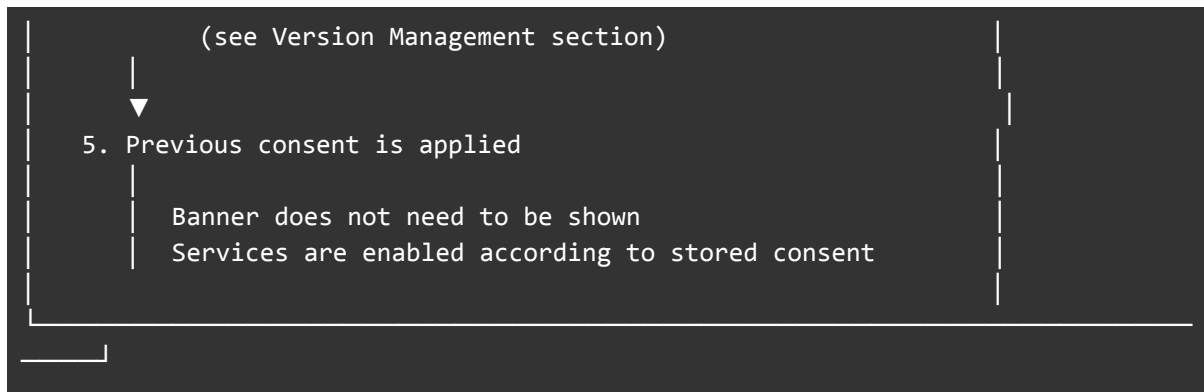 (see Version Management section)
▼
5. Previous consent is applied
Banner does not need to be shown
Services are enabled according to stored consent